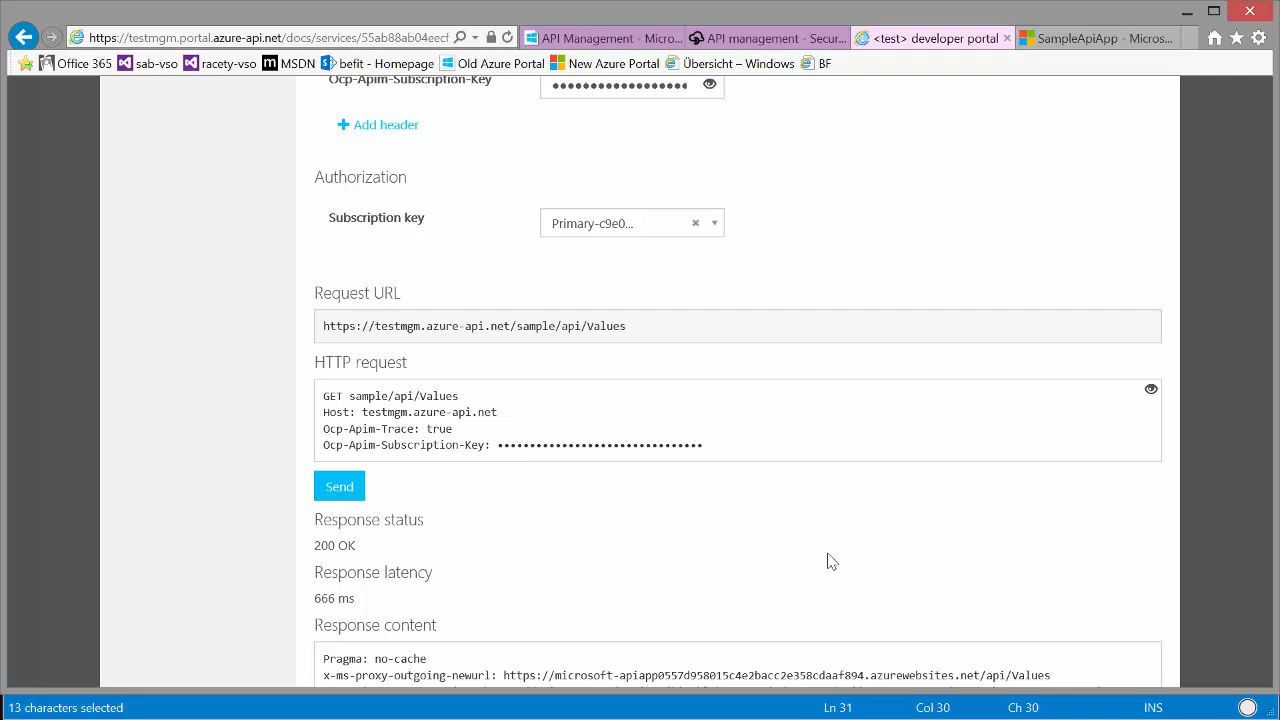 https://testmgm.portal.azure-api.net/docs/services/55ab88ab04eecf
API Management - Micro...
API management - Secur...
<test> developer portal
SampleApiApp - Microso...
Office 365
sab-vso
racety-vso
MSDN
befit - Homepage
Old Azure Portal
New Azure Portal
Übersicht – Windows
BF
Ocp-Apim-Subscription-Key
••••••••••••••••••
+ Add header
Authorization
Subscription key
Primary-c9e0...
Request URL
https://testmgm.azure-api.net/sample/api/Values
HTTP request
GET sample/api/Values
Host: testmgm.azure-api.net
Ocp-Apim-Trace: true
Ocp-Apim-Subscription-Key: ••••••••••••••••••••••••••••••••
Send
Response status
200 OK
Response latency
666 ms
Response content
Pragma: no-cache
x-ms-proxy-outgoing-newurl: https://microsoft-apiapp0557d958015c4e2bacc2e358cdaaf894.azurewebsites.net/api/Values
13 characters selected
Ln 31
Col 30
Ch 30
INS